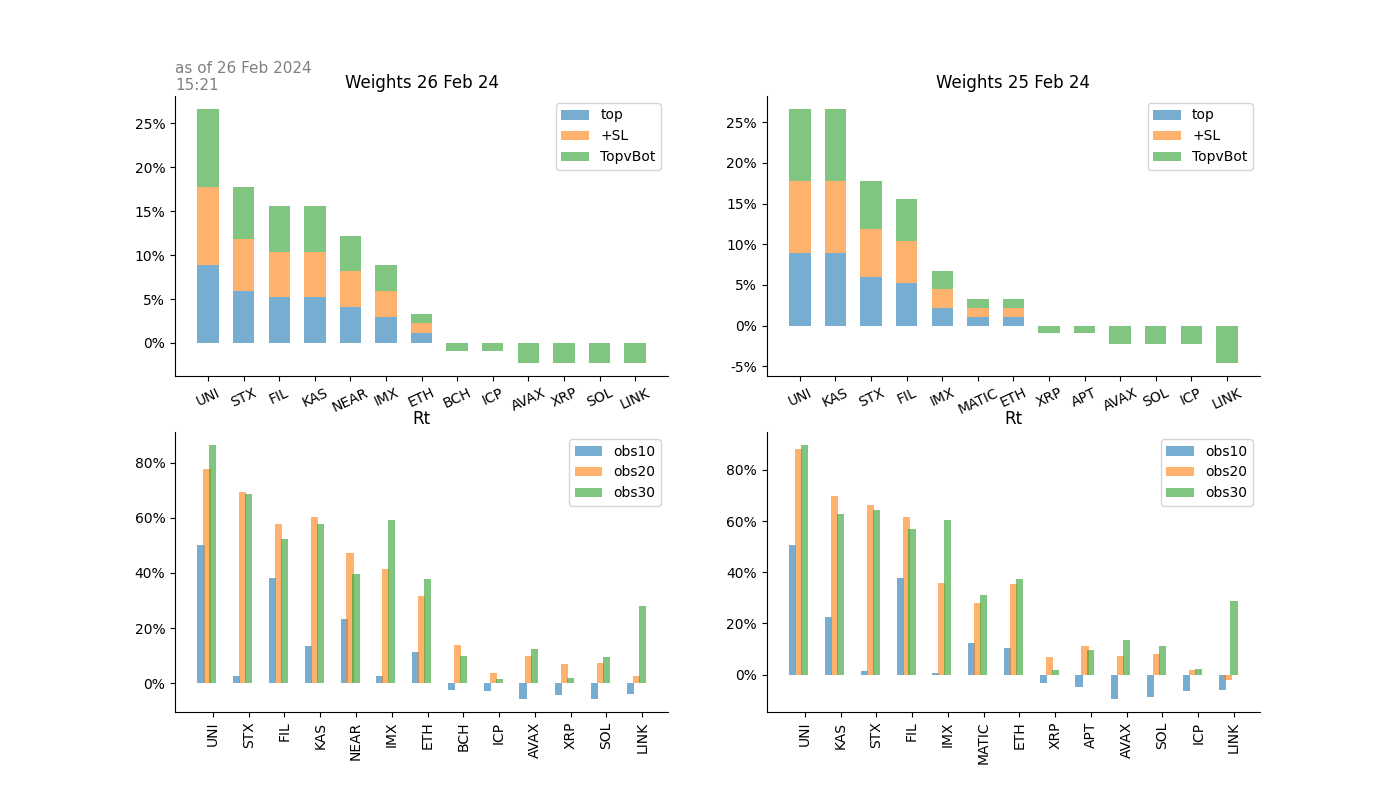 as of 26 Feb 2024
15:21
Weights 26 Feb 24
25%
20%
15%
10%
5%
0%
top
+SL
TopvBot
UNI STX FIL KAS NEAR IMX ETH BCH ICP AVAX XRP SOL LINK
Weights 25 Feb 24
25%
20%
15%
10%
5%
0%
-5%
top
+SL
TopvBot
UNI KAS STX FIL IMX MATIC ETH XRP APT AVAX SOL ICP LINK
Rt
80%
60%
40%
20%
0%
obs10
obs20
obs30
UNI STX FIL KAS NEAR IMX ETH BCH ICP AVAX XRP SOL LINK
Rt
80%
60%
40%
20%
0%
obs10
obs20
obs30
UNI KAS STX FIL IMX MATIC ETH XRP APT AVAX SOL ICP LINK